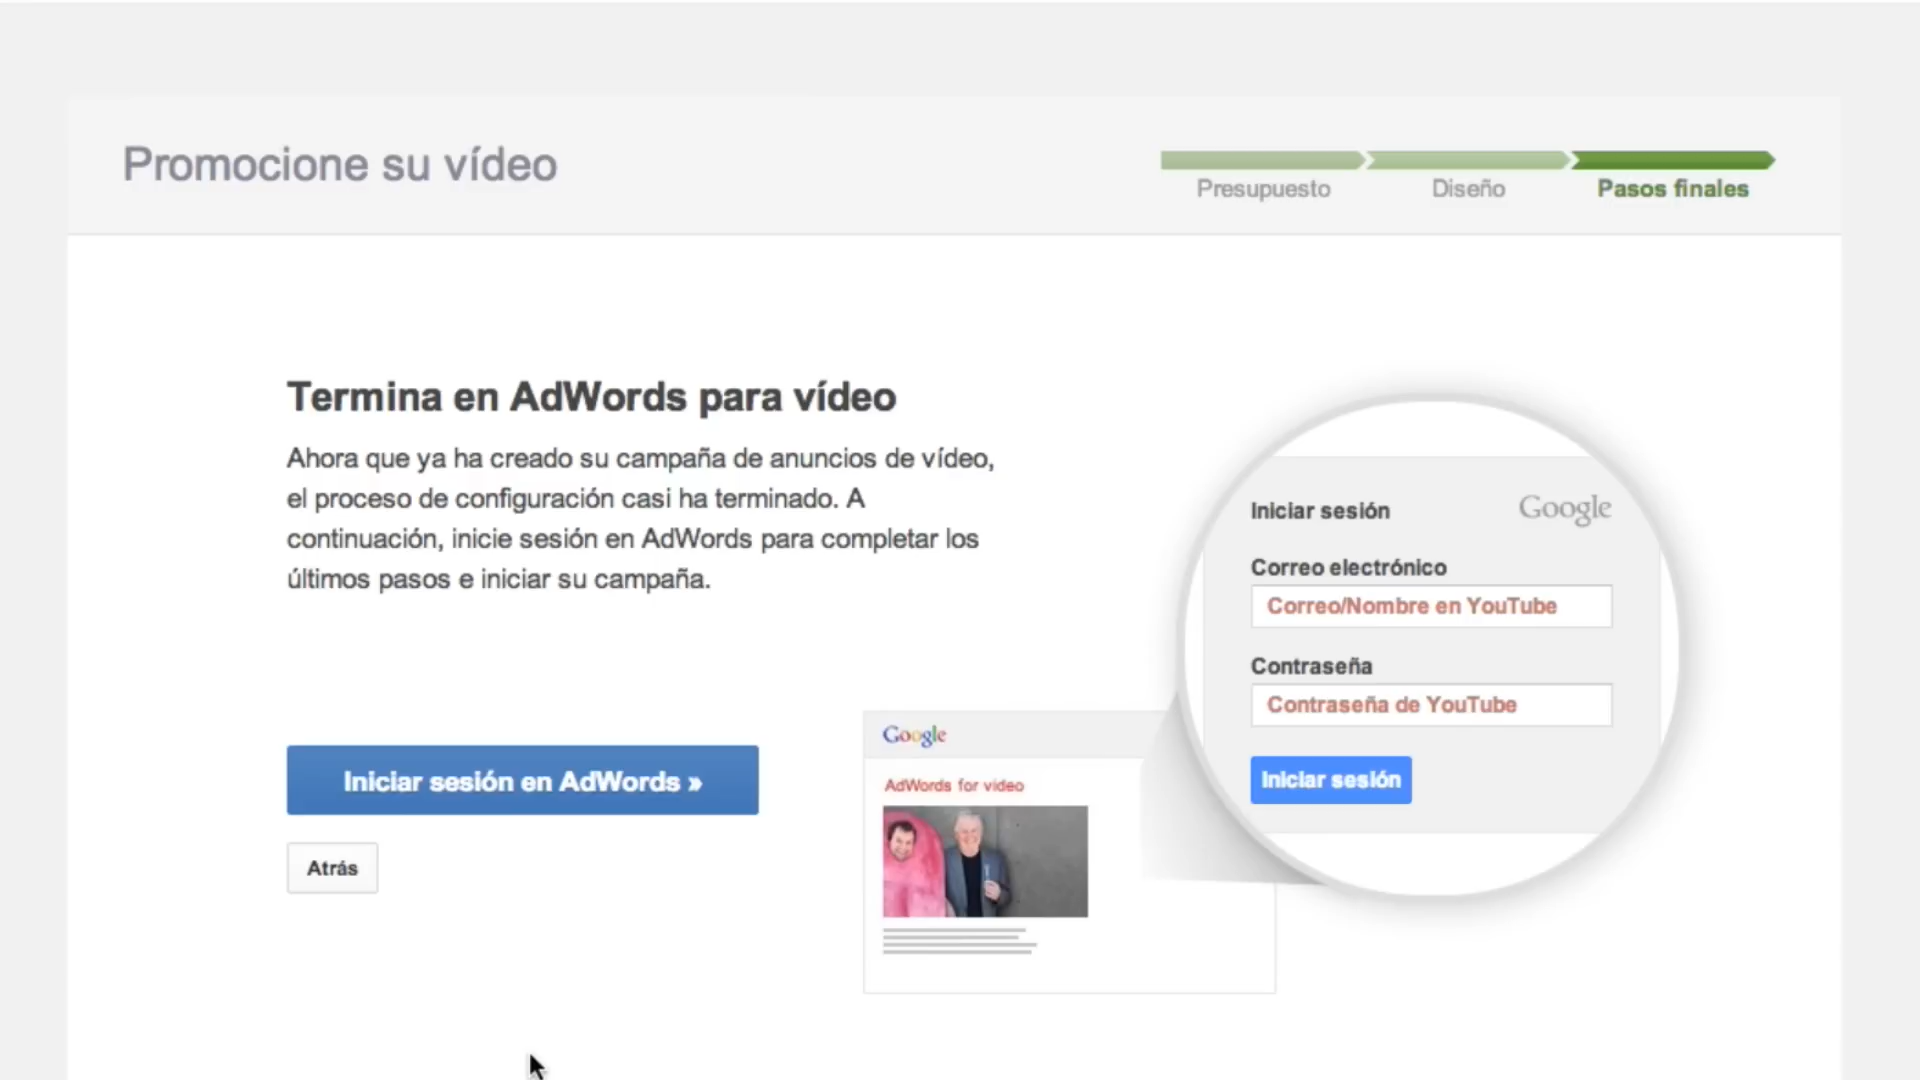 Promocione su vídeo
Presupuesto
Diseño
Pasos finales
Termina en AdWords para vídeo
Ahora que ya ha creado su campaña de anuncios de vídeo,
el proceso de configuración casi ha terminado. A
continuación, inicie sesión en AdWords para completar los
últimos pasos e iniciar su campaña.
Iniciar sesión en AdWords »
Atrás
Google
AdWords for video
Iniciar sesión
Google
Correo electrónico
Correo/Nombre en YouTube
Contraseña
Contraseña de YouTube
Iniciar sesión